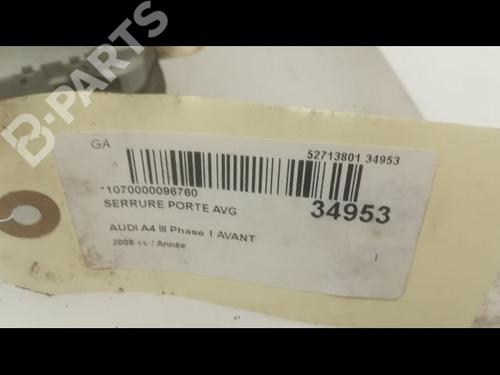 B-PARTS
GA
52713801 34953
*1070000096760
SERRURE PORTE AVG
34953
AUDI A4 III Phase 1 AVANT
2008 cc / Année